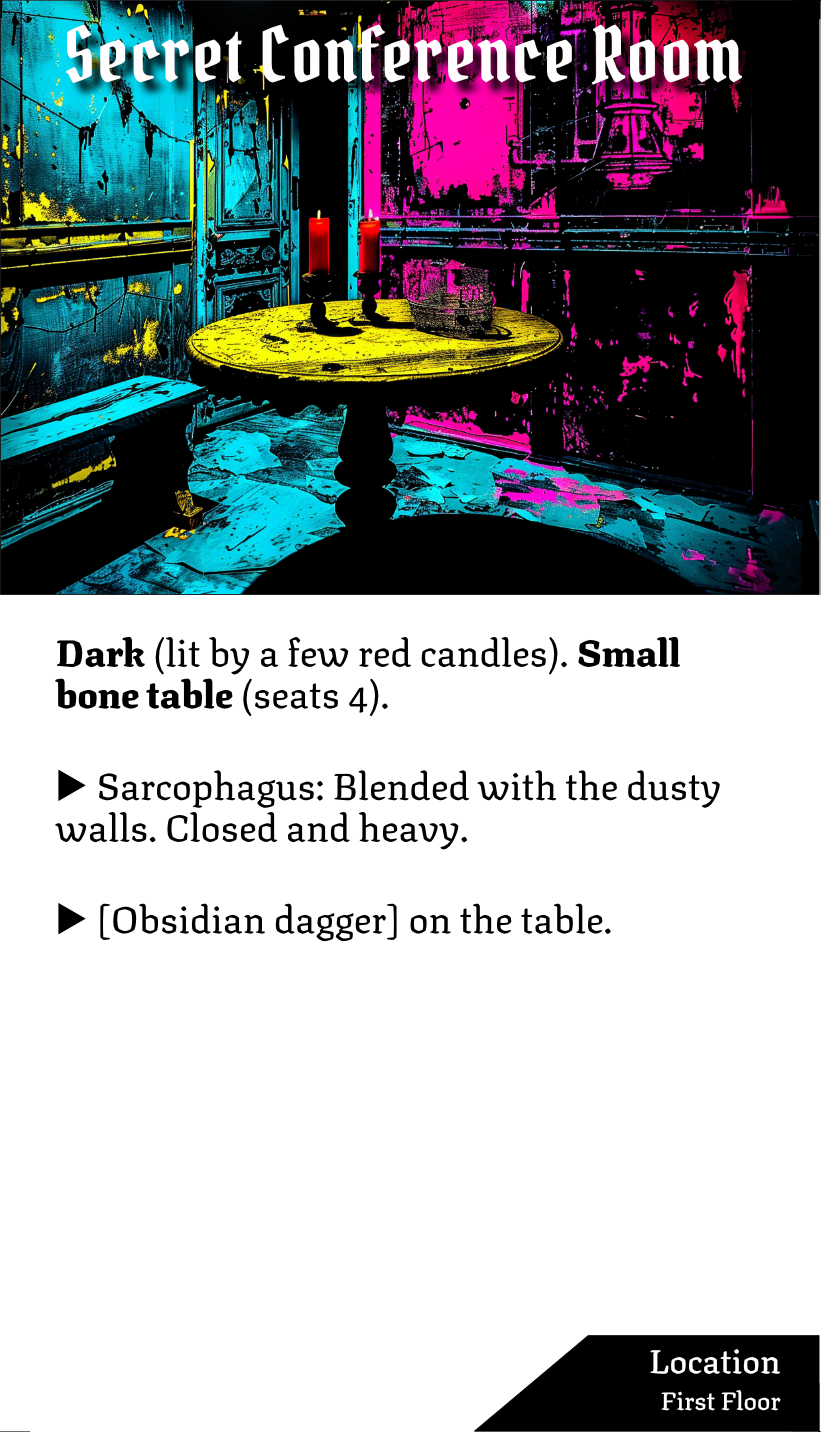 Secret Conference Room
Dark (lit by a few red candles). Small
bone table (seats 4).
▶ Sarcophagus: Blended with the dusty
walls. Closed and heavy.
▶ [Obsidian dagger] on the table.
Location
First Floor